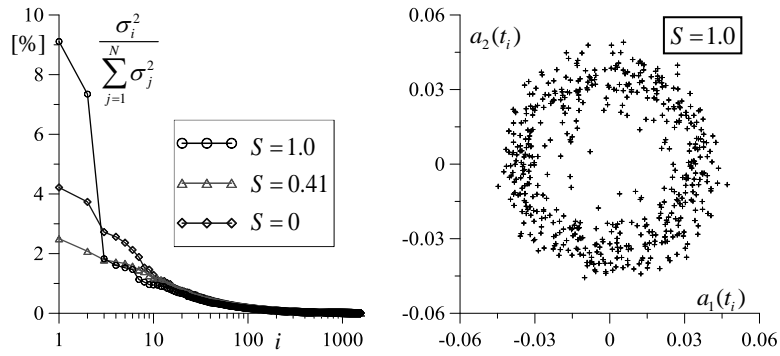 10
[%]
8
6
4
2
0
σ_i^2
∑_{j=1}^{N} σ_j^2
S = 1.0
S = 0.41
S = 0
1 10 100 1000
i
0.06
0.03
0
-0.03
-0.06
a_2(t_i)
S = 1.0
a_1(t_i)
-0.06 -0.03 0 0.03 0.06